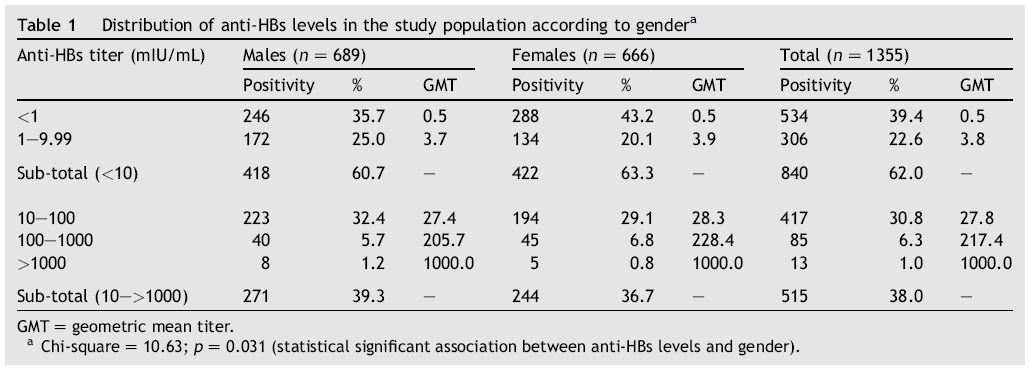 Table 1 Distribution of anti-HBs levels in the study population according to gender^a
Anti-HBs titer (mIU/mL) Males (n = 689) Females (n = 666) Total (n = 1355)
Positivity % GMT Positivity % GMT Positivity % GMT
<1 246 35.7 0.5 288 43.2 0.5 534 39.4 0.5
1–9.99 172 25.0 3.7 134 20.1 3.9 306 22.6 3.8
Sub-total (<10) 418 60.7 – 422 63.3 – 840 62.0 –
10–100 223 32.4 27.4 194 29.1 28.3 417 30.8 27.8
100–1000 40 5.7 205.7 45 6.8 228.4 85 6.3 217.4
>1000 8 1.2 1000.0 5 0.8 1000.0 13 1.0 1000.0
Sub-total (10–>1000) 271 39.3 – 244 36.7 – 515 38.0 –
GMT = geometric mean titer.
^a Chi-square = 10.63; p = 0.031 (statistical significant association between anti-HBs levels and gender).